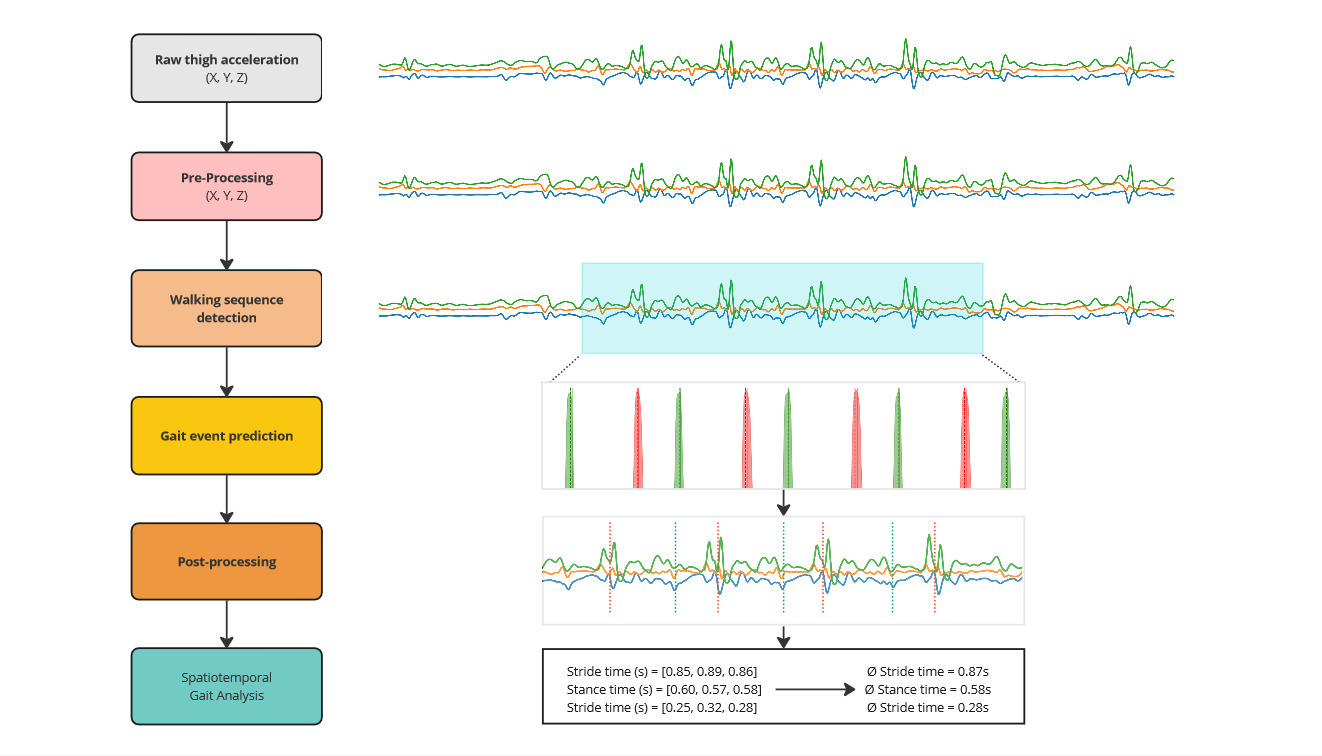 Raw thigh acceleration
(X, Y, Z)
Pre-Processing
(X, Y, Z)
Walking sequence
detection
Gait event prediction
Post-processing
Spatiotemporal
Gait Analysis
Stride time (s) = [0.85, 0.89, 0.86]
Stance time (s) = [0.60, 0.57, 0.58]
Stride time (s) = [0.25, 0.32, 0.28]
Ø Stride time = 0.87s
Ø Stance time = 0.58s
Ø Stride time = 0.28s